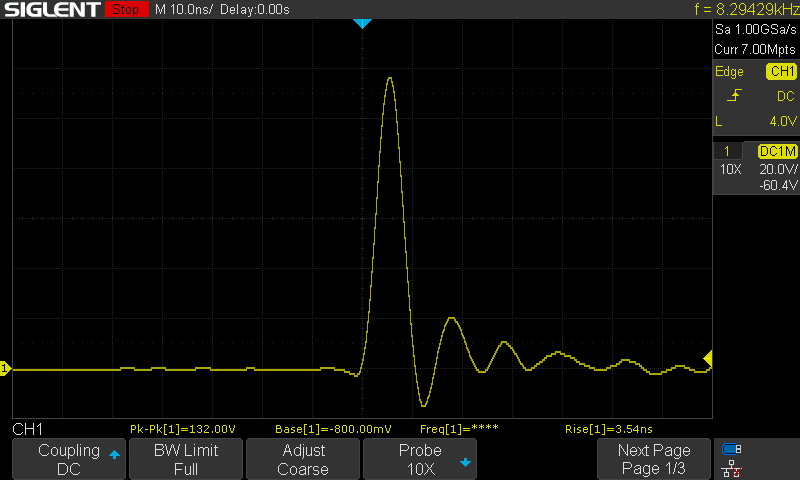 SIGLENT Stop M 10.0ns/ Delay:0.00s f = 8.29429kHz
Sa 1.00GSa/s
Curr 7.00Mpts
Edge CH1
DC
L 4.0V
1 DC1M
10X 20.0V/
-60.4V
1
CH1 Pk-Pk[1]=132.00V Base[1]=-800.00mV Freq[1]=**** Rise[1]=3.54ns
Coupling BW Limit Adjust Probe Next Page
DC Full Coarse 10X Page 1/3